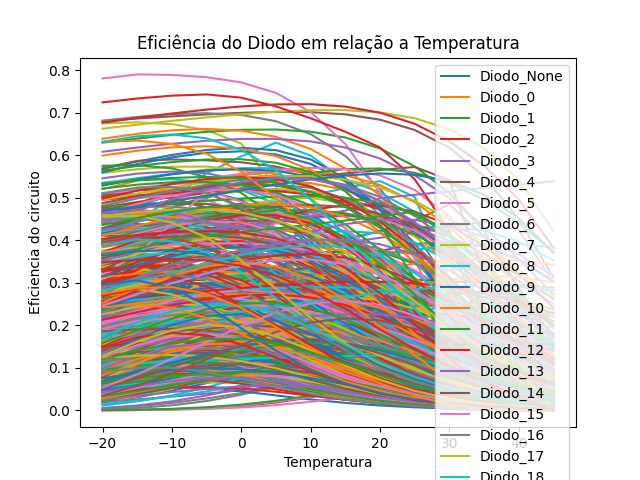 Eficiência do Diodo em relação a Temperatura
Eficiencia do circuito
0.8
0.7
0.6
0.5
0.4
0.3
0.2
0.1
0.0
−20
−10
0
10
20
30
40
Temperatura
Diodo_None
Diodo_0
Diodo_1
Diodo_2
Diodo_3
Diodo_4
Diodo_5
Diodo_6
Diodo_7
Diodo_8
Diodo_9
Diodo_10
Diodo_11
Diodo_12
Diodo_13
Diodo_14
Diodo_15
Diodo_16
Diodo_17
Diodo_18